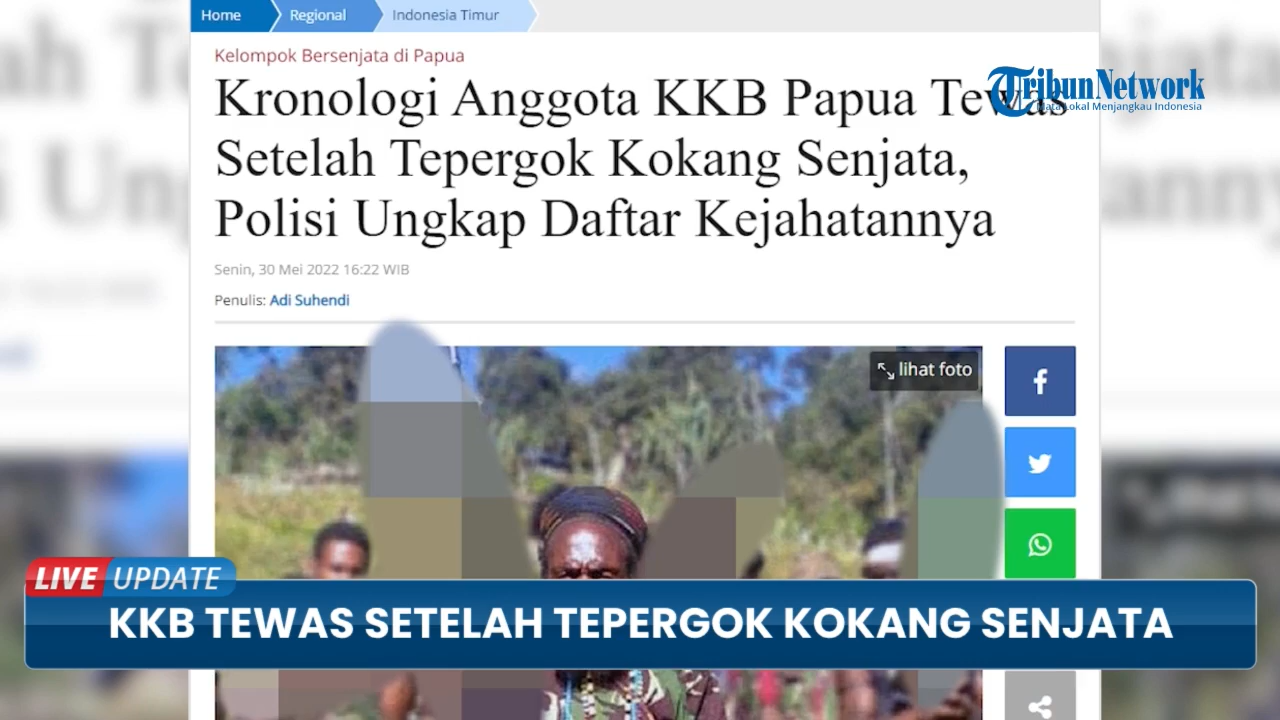 Home
Regional
Indonesia Timur
Kelompok Bersenjata di Papua
Kronologi Anggota KKB Papua Tewas
TribunNetwork
Mata Lokal Menjangkau Indonesia
Setelah Tepergok Kokang Senjata,
Polisi Ungkap Daftar Kejahatannya
Senin, 30 Mei 2022 16:22 WIB
Penulis: Adi Suhendi
lihat foto
LIVE UPDATE
KKB TEWAS SETELAH TEPERGOK KOKANG SENJATA